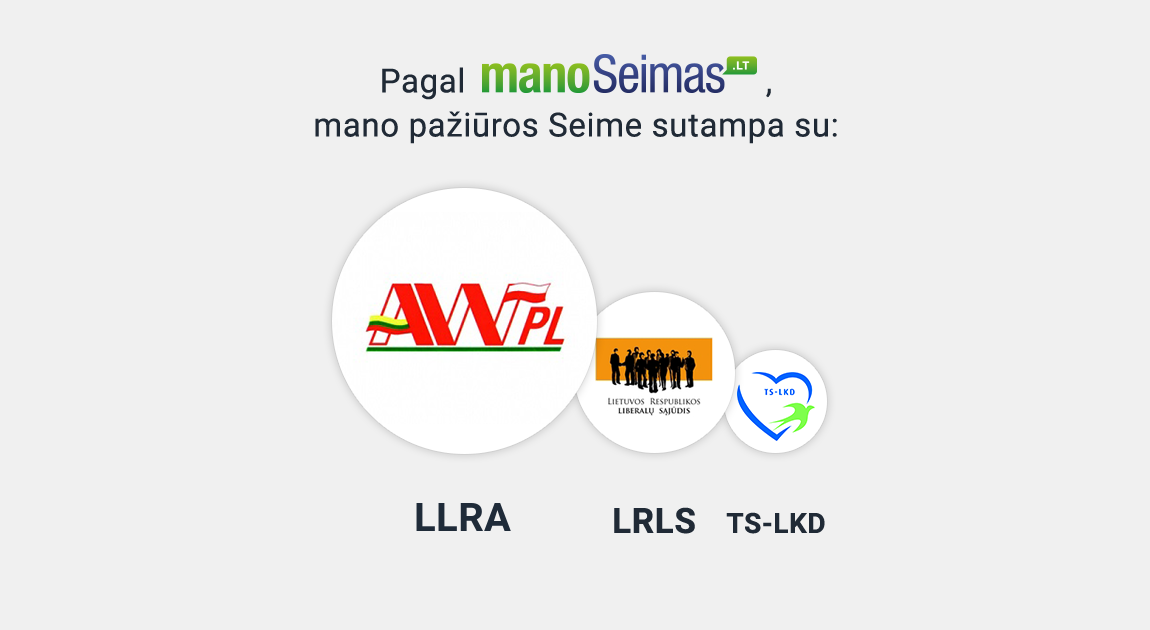 Pagal manoSeimas.LT,
mano pažiūros Seime sutampa su:
AWPL
LIETUVOS RESPUBLIKOS
LIBERALŲ SĄJŪDIS
TS-LKD
LLRA
LRLS
TS-LKD